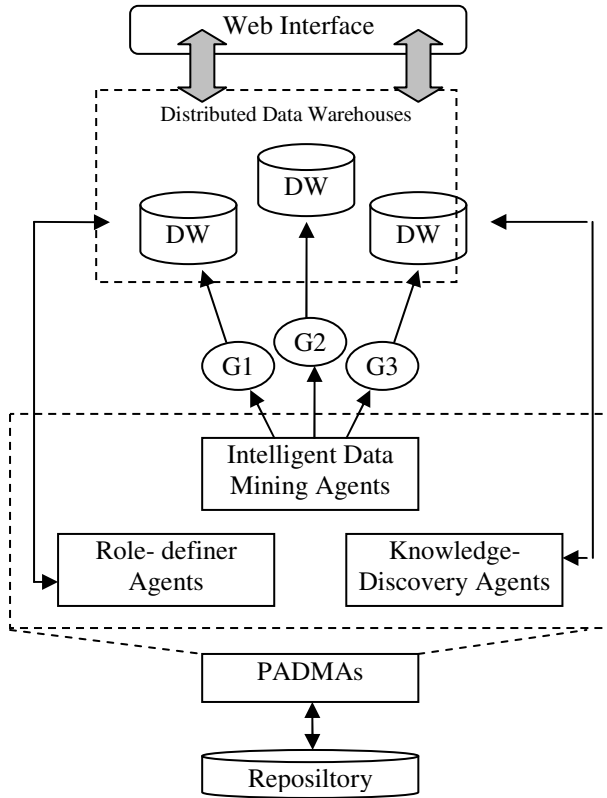 Web Interface
Distributed Data Warehouses
DW
DW
DW
G1
G2
G3
Intelligent Data
Mining Agents
Role- definer
Agents
Knowledge-
Discovery Agents
PADMAs
Reposiltory